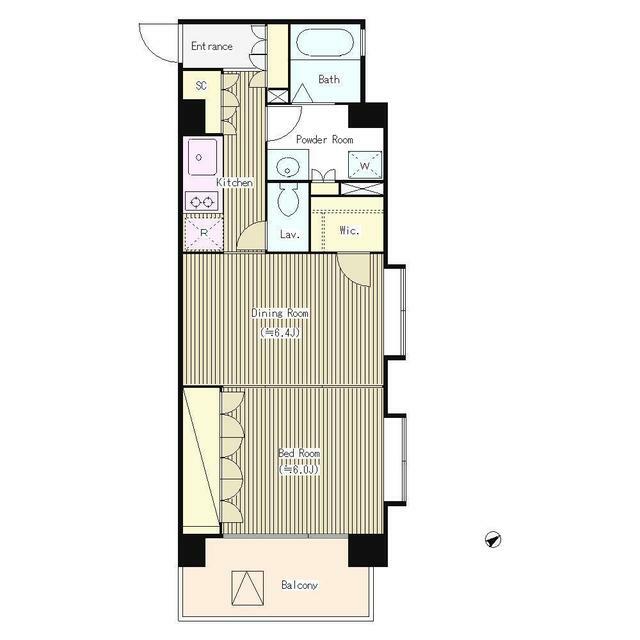 Entrance
SC
Bath
Powder Room
W
Kitchen
R
Lav.
Wic.
Dining Room
(≒6.4J)
Bed Room
(≒6.0J)
Balcony